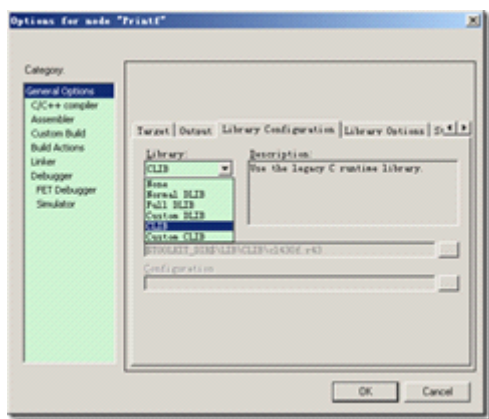 Options for node "Printf"
Category:
General Options
C/C++ compiler
Assembler
Custom Build
Build Actions
Linker
Debugger
FET Debugger
Simulator
Target Output Library Configuration Library Options
Library:
Description:
CLIB
Use the legacy C runtime library.
None
Normal DLIB
Full DLIB
Custom DLIB
CLIB
Custom CLIB
Configuration
OK
Cancel